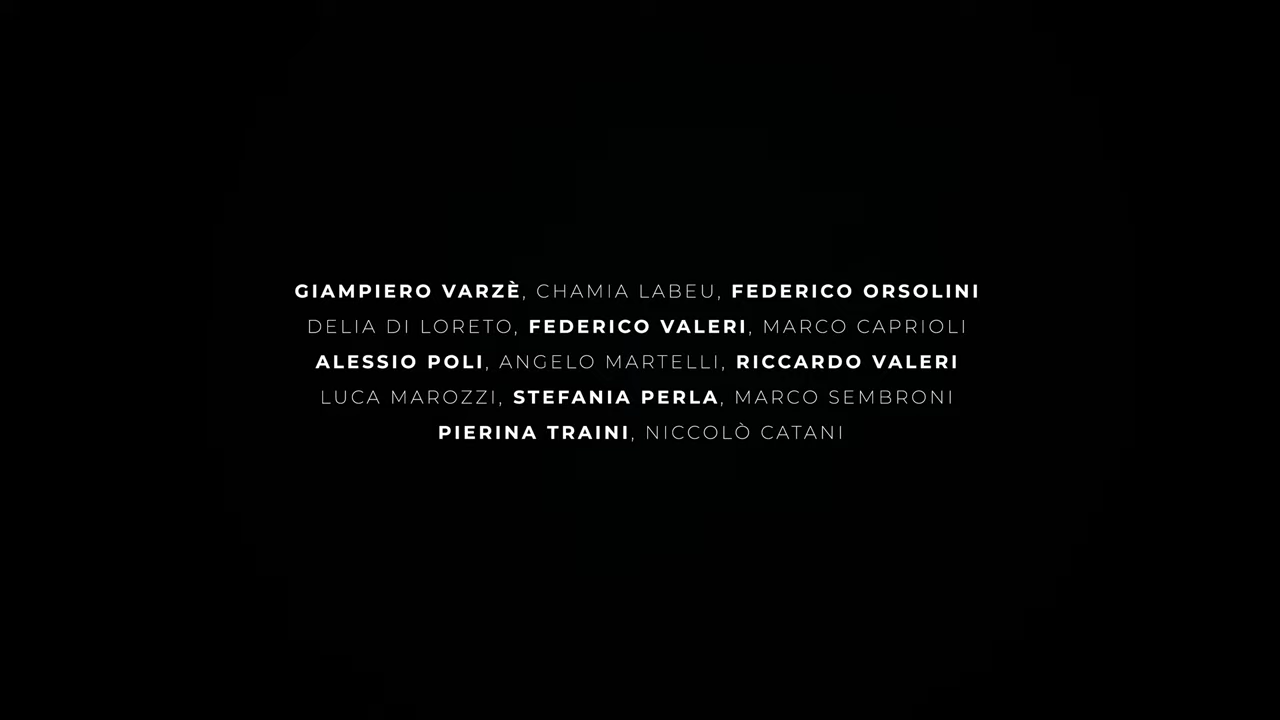 GIAMPIERO VARZÈ, CHAMIA LABEU, FEDERICO ORSOLINI
DELIA DI LORETO, FEDERICO VALERI, MARCO CAPRIOLI
ALESSIO POLI, ANGELO MARTELLI, RICCARDO VALERI
LUCA MAROZZI, STEFANIA PERLA, MARCO SEMBRONI
PIERINA TRAINI, NICCOLÒ CATANI